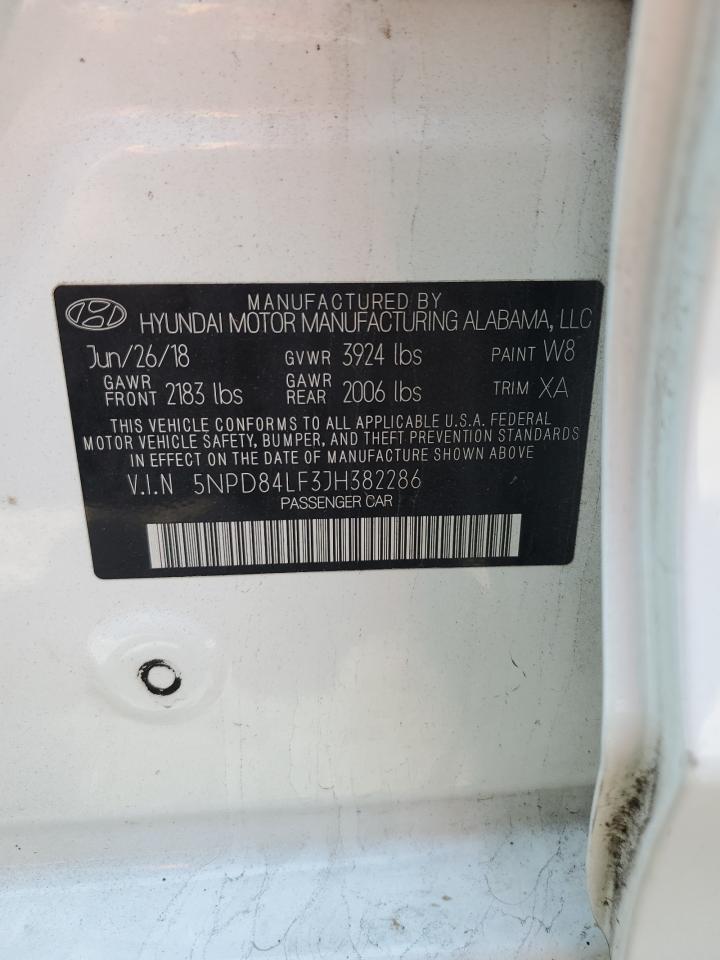 MANUFACTURED BY
HYUNDAI MOTOR MANUFACTURING ALABAMA, LLC
Jun/26/18 GVWR 3924 lbs PAINT W8
GAWR FRONT 2183 lbs GAWR REAR 2006 lbs TRIM XA
THIS VEHICLE CONFORMS TO ALL APPLICABLE U.S.A. FEDERAL
MOTOR VEHICLE SAFETY, BUMPER, AND THEFT PREVENTION STANDARDS
IN EFFECT ON THE DATE OF MANUFACTURE SHOWN ABOVE
V.I.N 5NPD84LF3JH382286
PASSENGER CAR